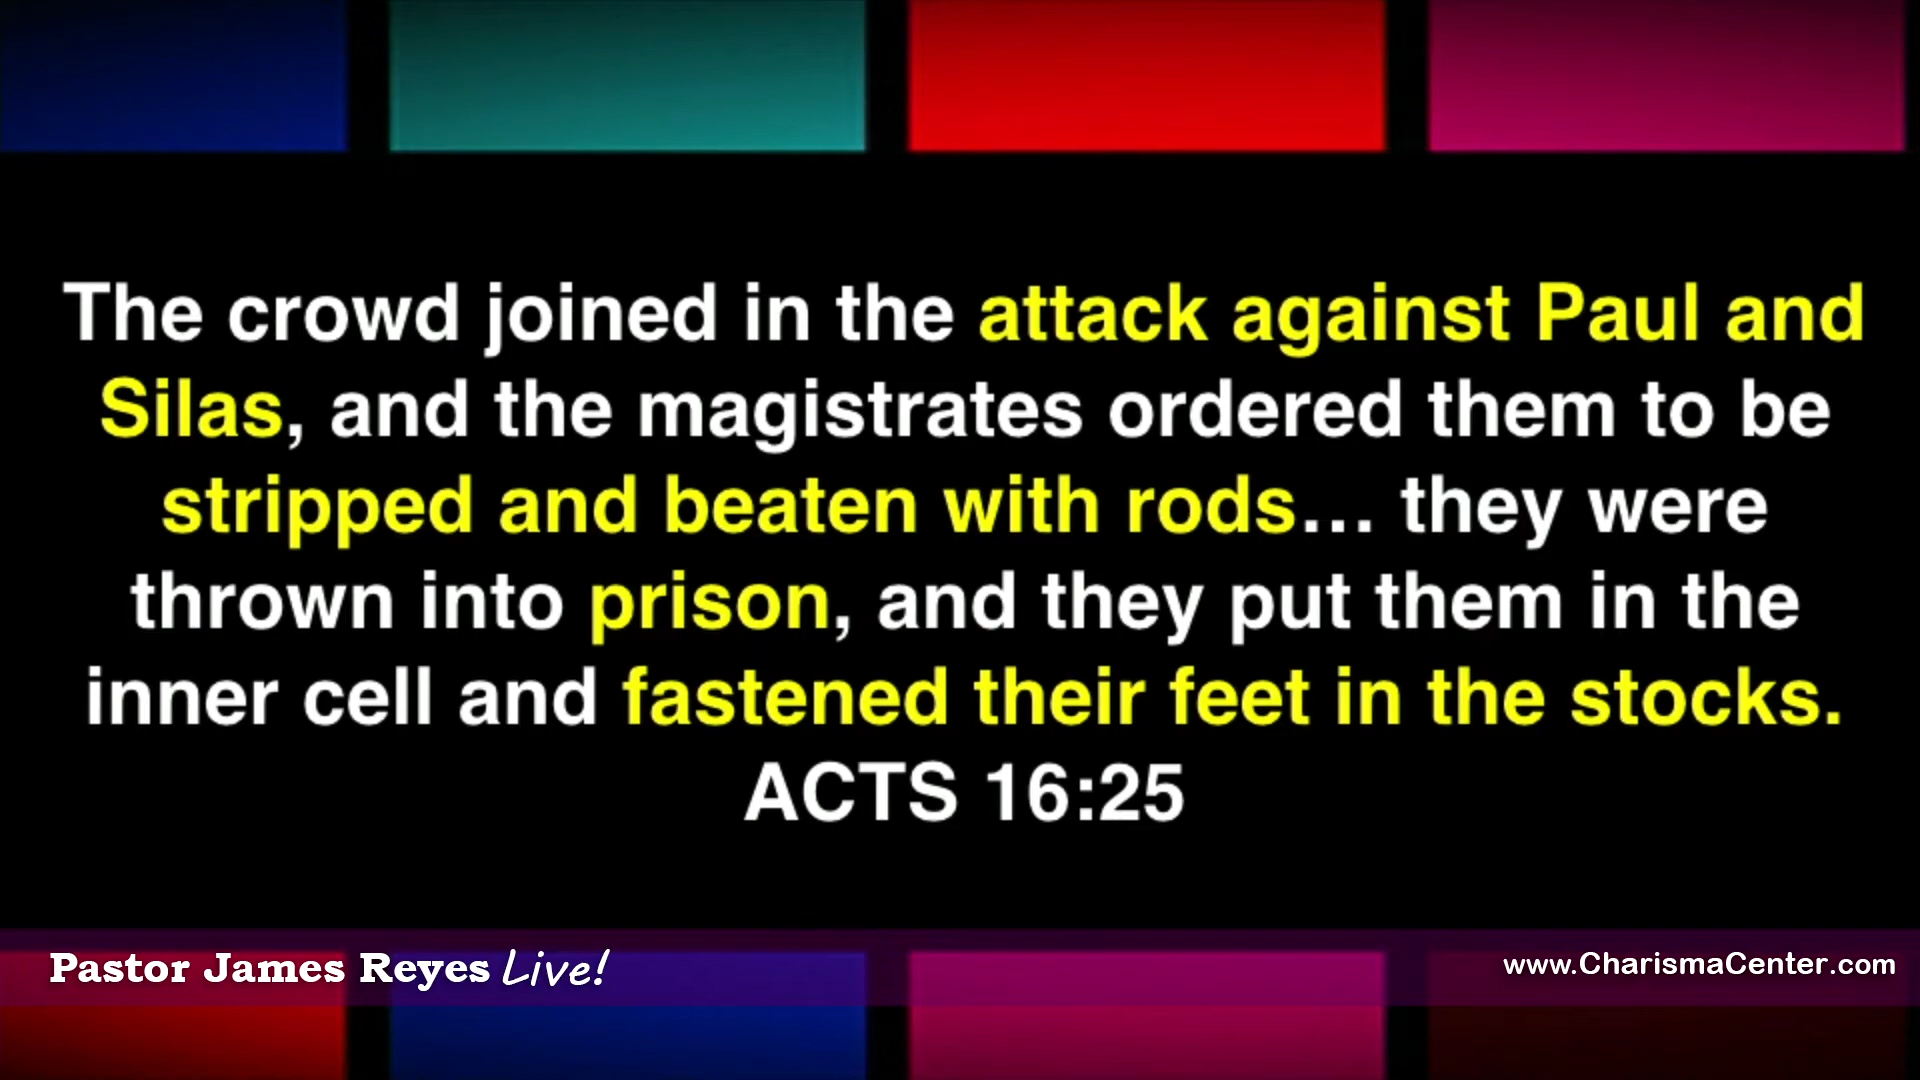 The crowd joined in the attack against Paul and
Silas, and the magistrates ordered them to be
stripped and beaten with rods... they were
thrown into prison, and they put them in the
inner cell and fastened their feet in the stocks.
ACTS 16:25
Pastor James Reyes Live!
www.CharismaCenter.com